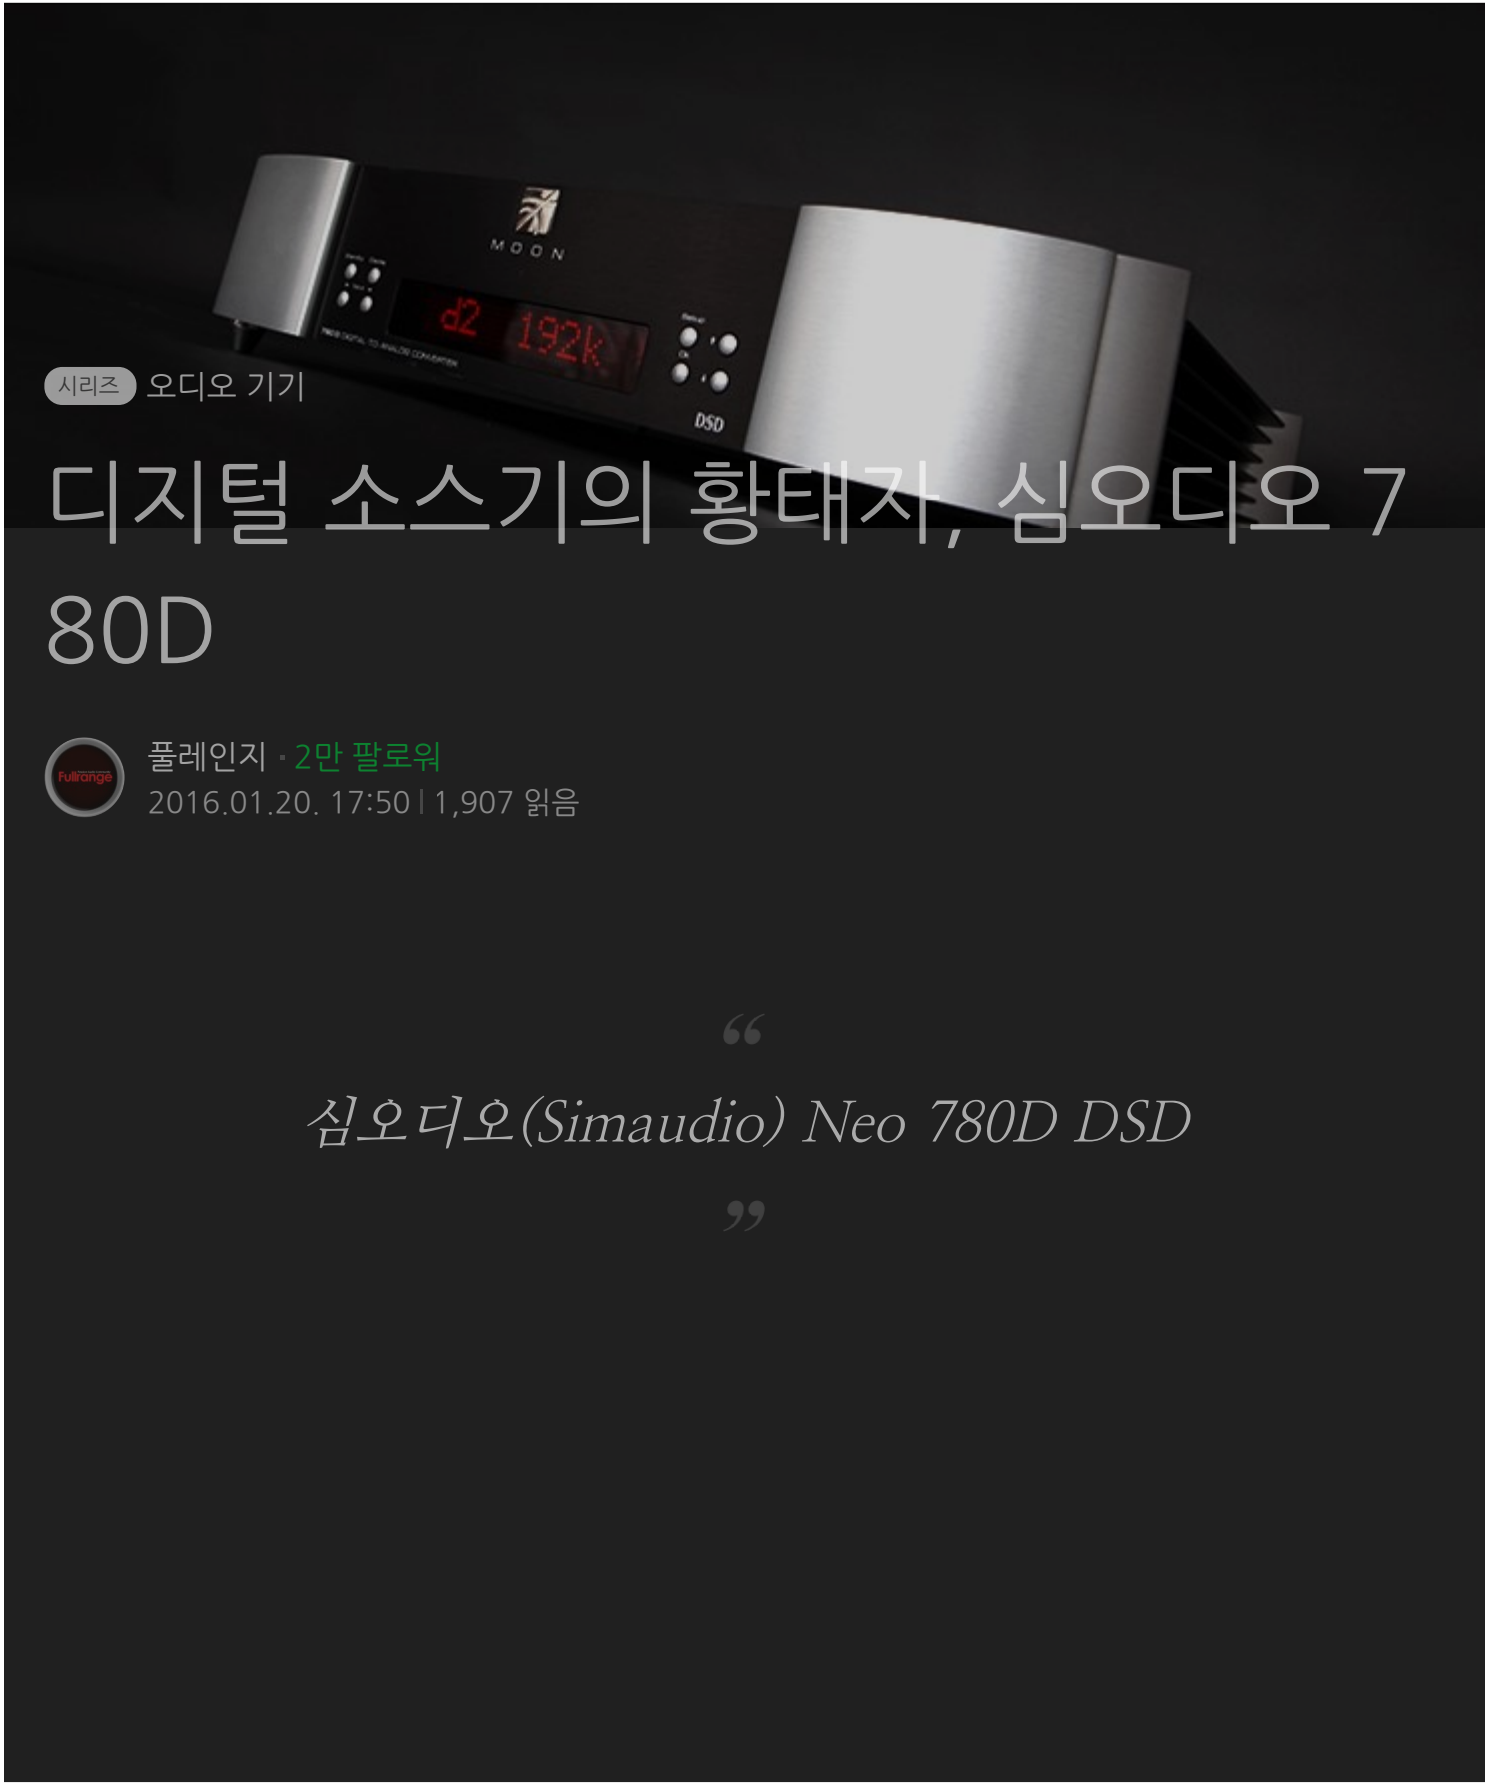 MOON
d2 192k
DSD
시리즈 오디오 기기
디지털 소스기의 황태자, 심오디오 7
80D
Fullrange
풀레인지 · 2만 팔로워
2016.01.20. 17:50 | 1,907 읽음
“
심오디오(Simaudio) Neo 780D DSD
”